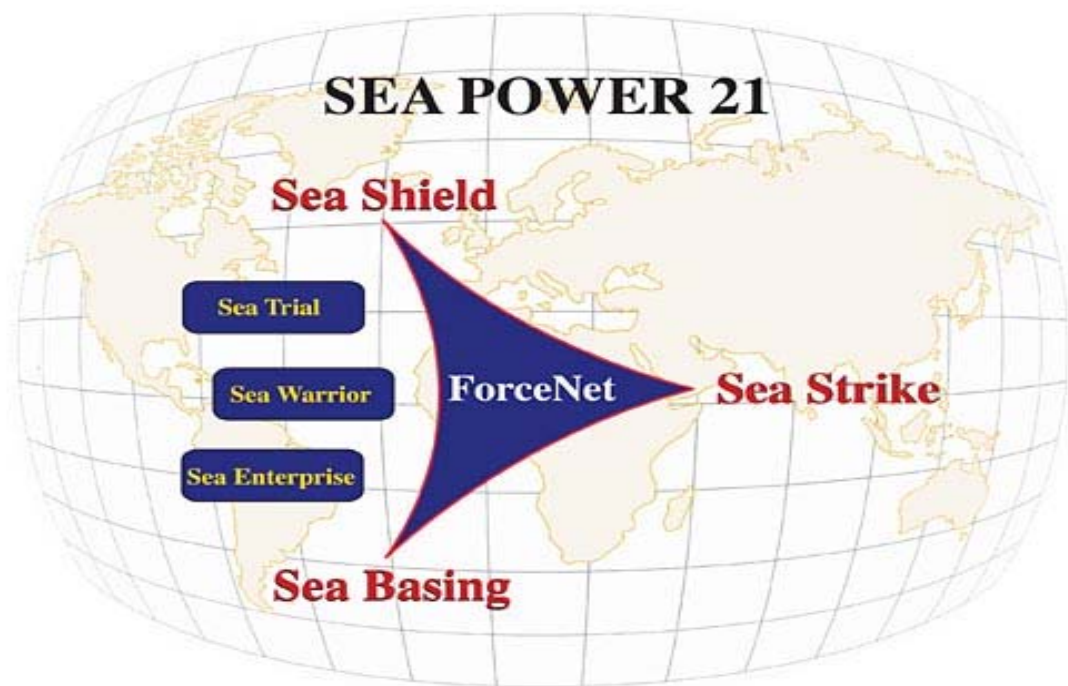 SEA POWER 21
Sea Shield
Sea Trial
Sea Warrior
ForceNet
Sea Strike
Sea Enterprise
Sea Basing